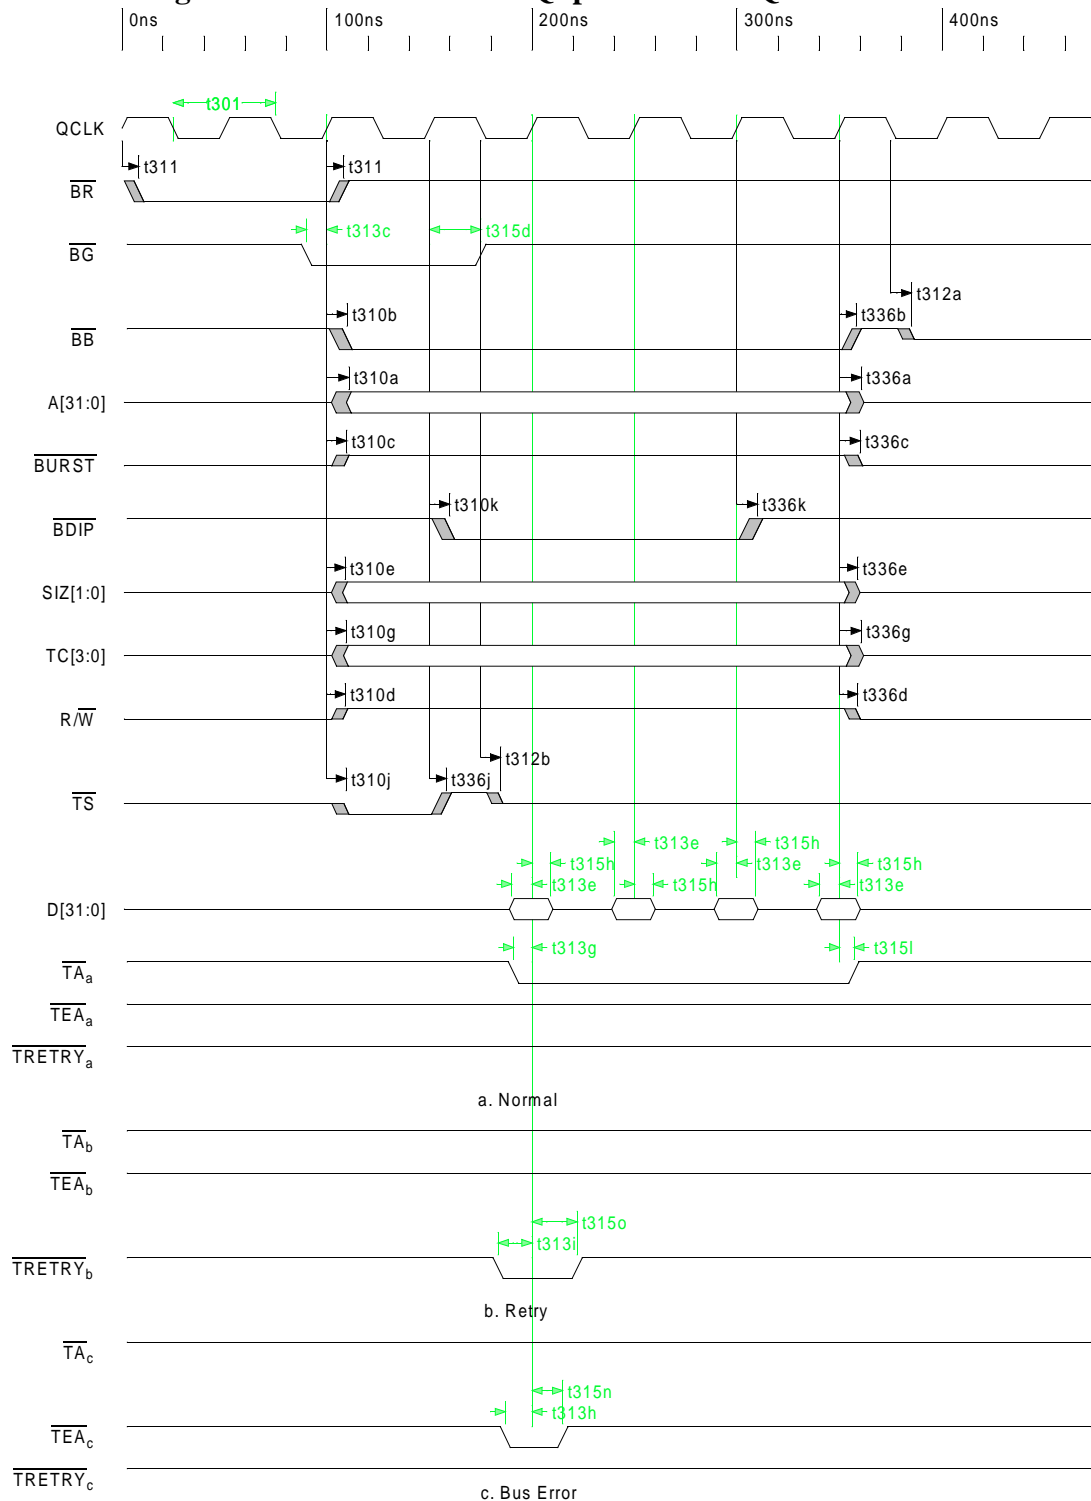 0ns 100ns 200ns 300ns 400ns
t301
QCLK
t311 t311
BR
t313c t315d
BG
t312a
t310b t336b
BB
t310a t336a
A[31:0]
t310c t336c
BURST
t310k t336k
BDIP
t310e t336e
SIZ[1:0]
t310g t336g
TC[3:0]
t310d t336d
R/W
t312b
t310j t336j
TS
t313e t315h
t315h t313e t315h
t313e t315h t313e
D[31:0]
t313g t315l
TAa
TEAa
TRETRYa
a. Normal
TAb
TEAb
t315o
t313i
TRETRYb
b. Retry
TAc
t315n
t313h
TEAc
TRETRYc
c. Bus Error